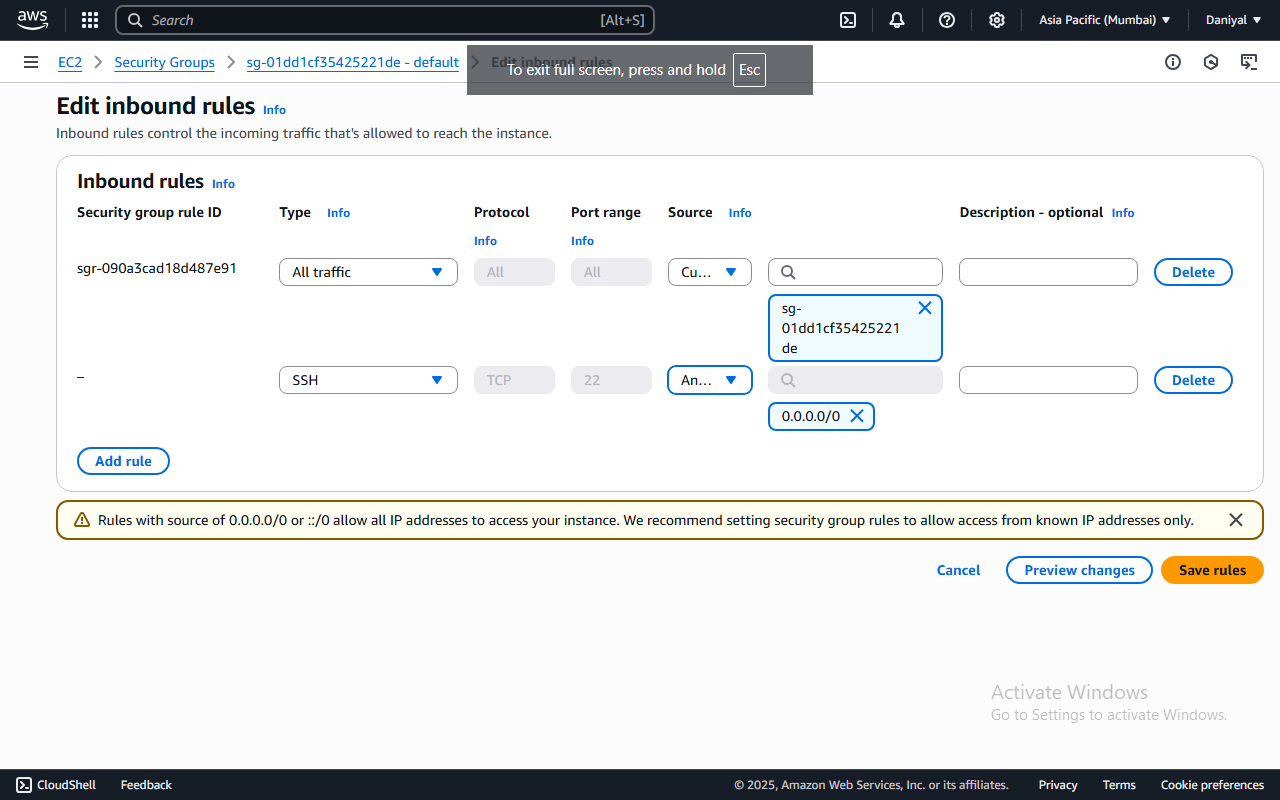 aws
Search [Alt+S] Asia Pacific (Mumbai) Daniyal
EC2 Security Groups sg-01dd1cf35425221de - default Edit inbound rules
To exit full screen, press and hold Esc
Edit inbound rules Info
Inbound rules control the incoming traffic that's allowed to reach the instance.
Inbound rules Info
Security group rule ID Type Info Protocol Info Port range Info Source Info Description - optional Info
sgr-090a3cad18d487e91 All traffic All All Cu... Delete
sg-
01dd1cf35425221
de
– SSH TCP 22 An... Delete
0.0.0.0/0
Add rule
Rules with source of 0.0.0.0/0 or ::/0 allow all IP addresses to access your instance. We recommend setting security group rules to allow access from known IP addresses only.
Cancel Preview changes Save rules
Activate Windows
Go to Settings to activate Windows.
CloudShell Feedback © 2025, Amazon Web Services, Inc. or its affiliates. Privacy Terms Cookie preferences